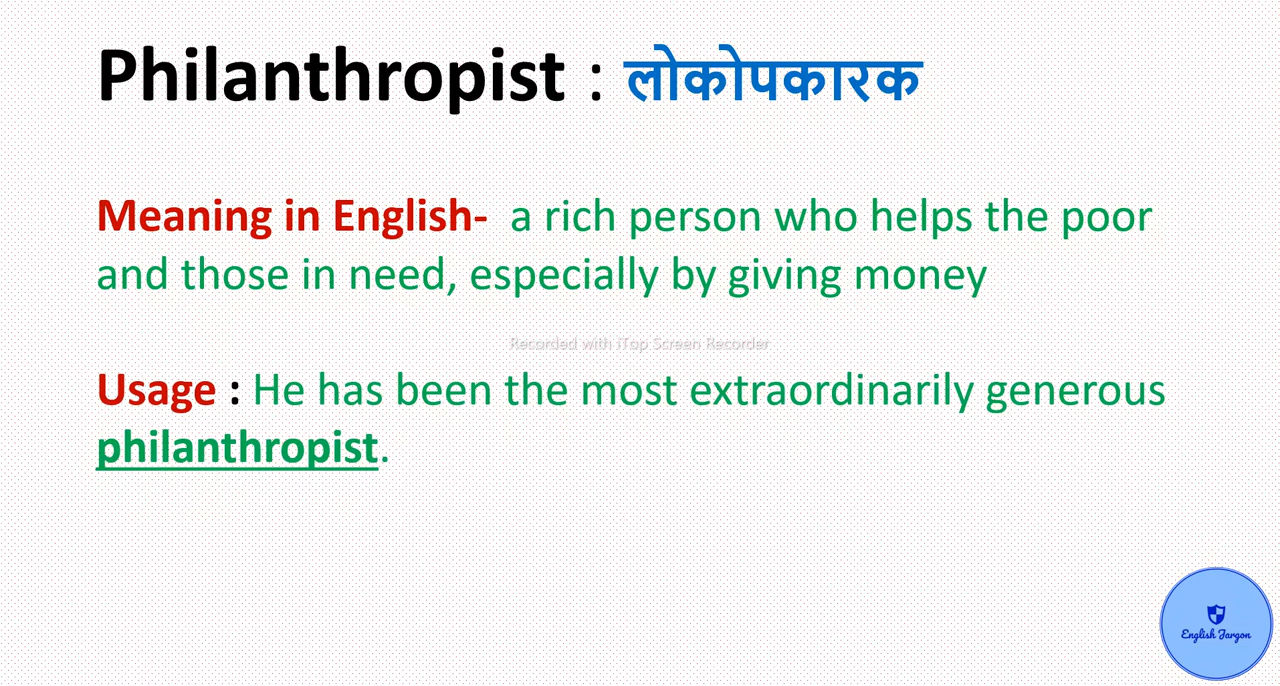 Philanthropist : लोकोपकारक
Meaning in English- a rich person who helps the poor
and those in need, especially by giving money
Recorded with iTop Screen Recorder
Usage : He has been the most extraordinarily generous
philanthropist.
English Jargon